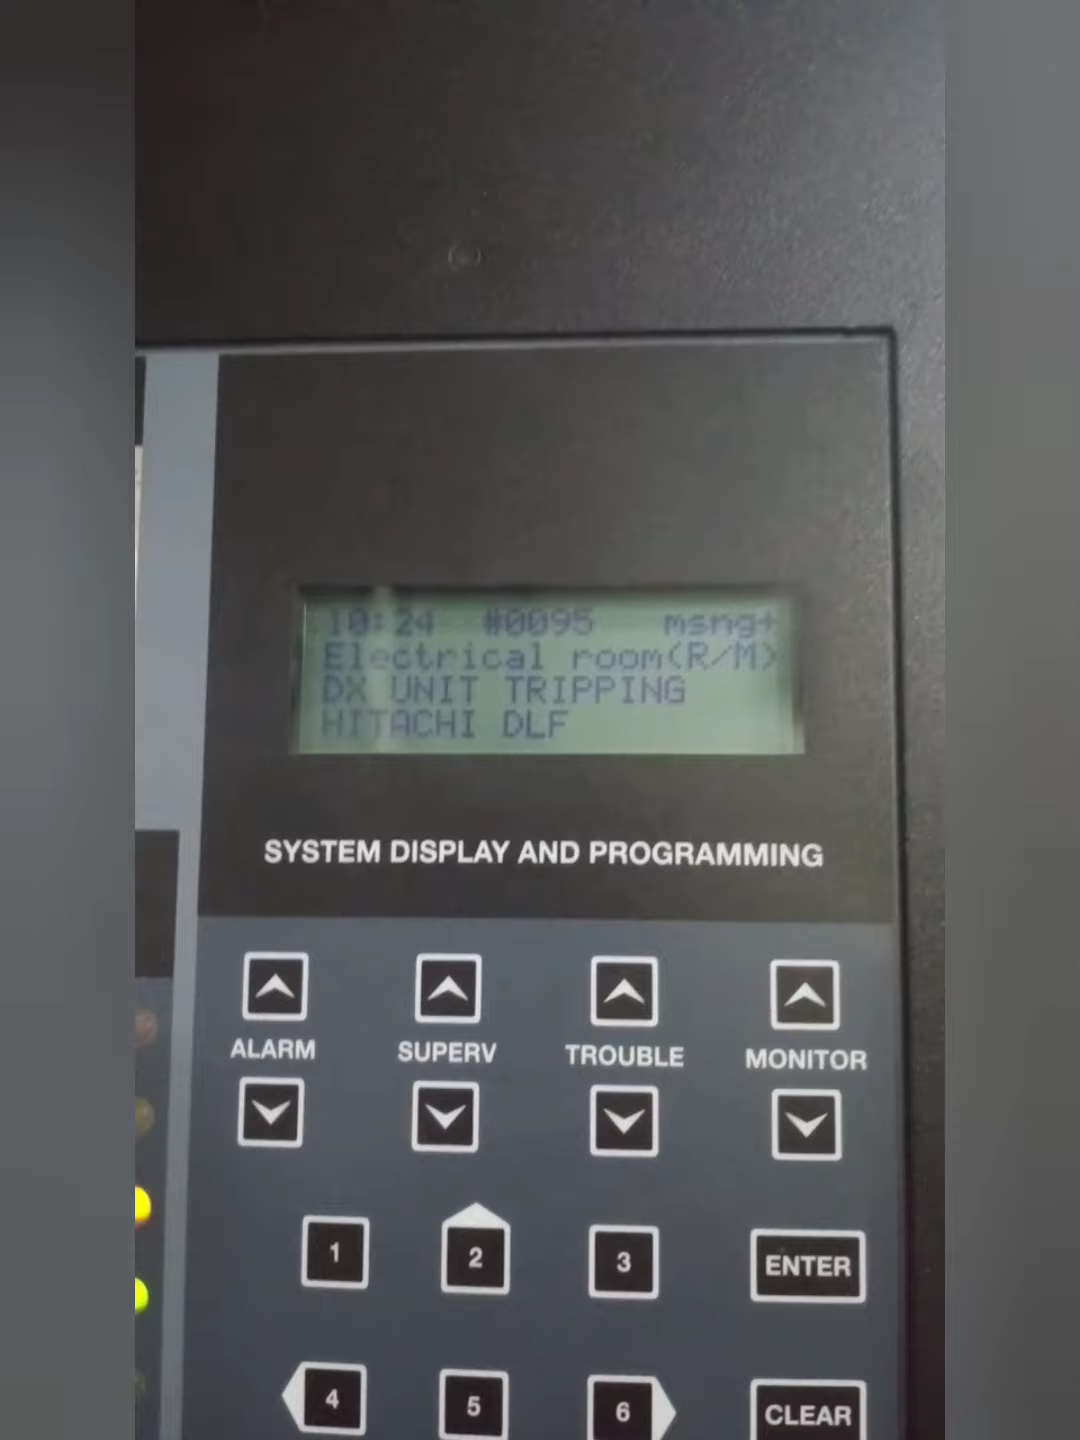 10:24 #0095 msng+
Electrical room(R/M)
DX UNIT TRIPPING
HITACHI DLF
SYSTEM DISPLAY AND PROGRAMMING
ALARM SUPERV TROUBLE MONITOR
1 2 3 ENTER
4 5 6 CLEAR